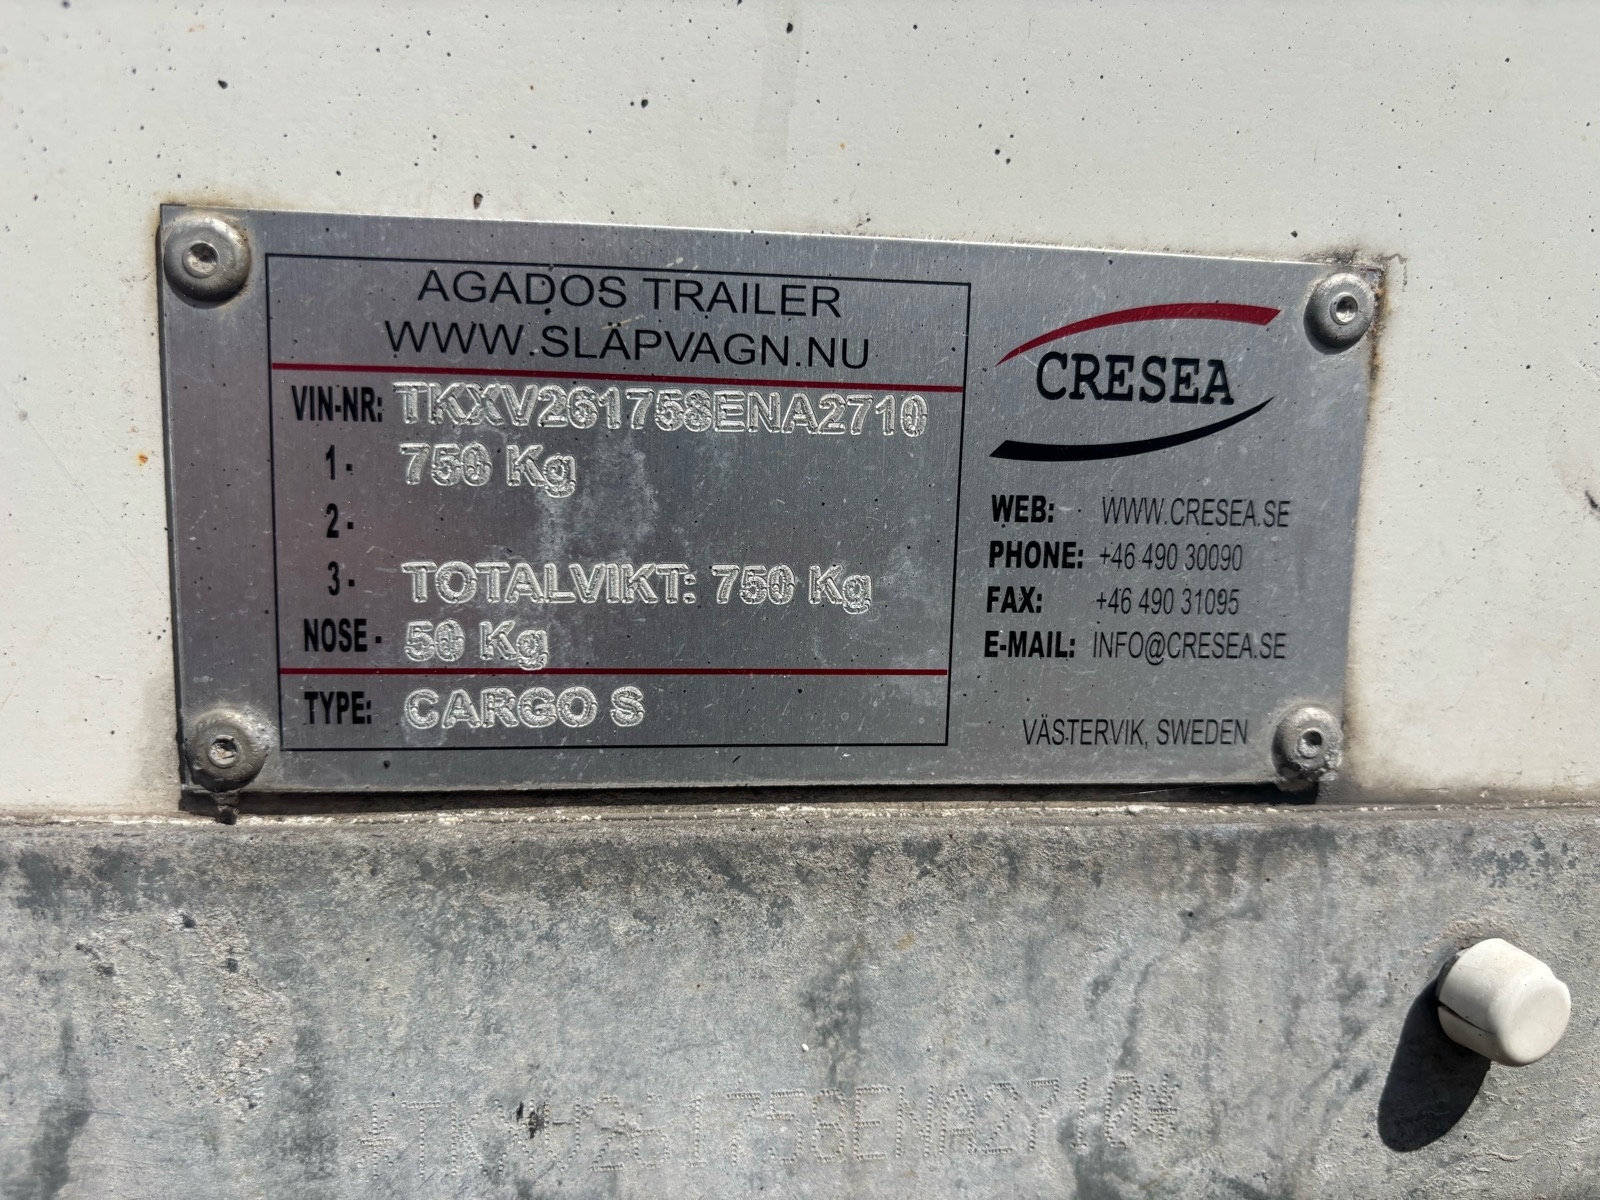 AGADOS TRAILER
WWW.SLÄPVAGN.NU
VIN-NR: TKXV261758ENA2710
1 - 750 Kg
2 -
3 - TOTALVIKT: 750 Kg
NOSE - 50 Kg
TYPE: CARGO S
CRESEA
WEB: WWW.CRESEA.SE
PHONE: +46 490 30090
FAX: +46 490 31095
E-MAIL: INFO@CRESEA.SE
VÄSTERVIK, SWEDEN
*TKXV261758ENA2710*